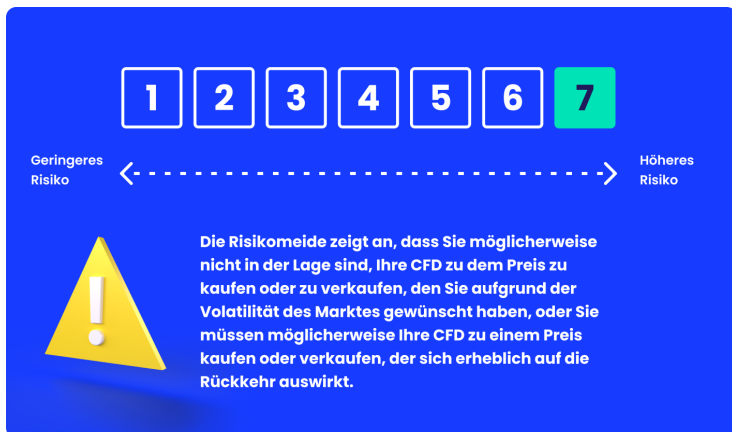 1 2 3 4 5 6 7
Geringeres
Risiko
Höheres
Risiko
Die Risikomeide zeigt an, dass Sie möglicherweise
nicht in der Lage sind, Ihre CFD zu dem Preis zu
kaufen oder zu verkaufen, den Sie aufgrund der
Volatilität des Marktes gewünscht haben, oder Sie
müssen möglicherweise Ihre CFD zu einem Preis
kaufen oder verkaufen, der sich erheblich auf die
Rückkehr auswirkt.